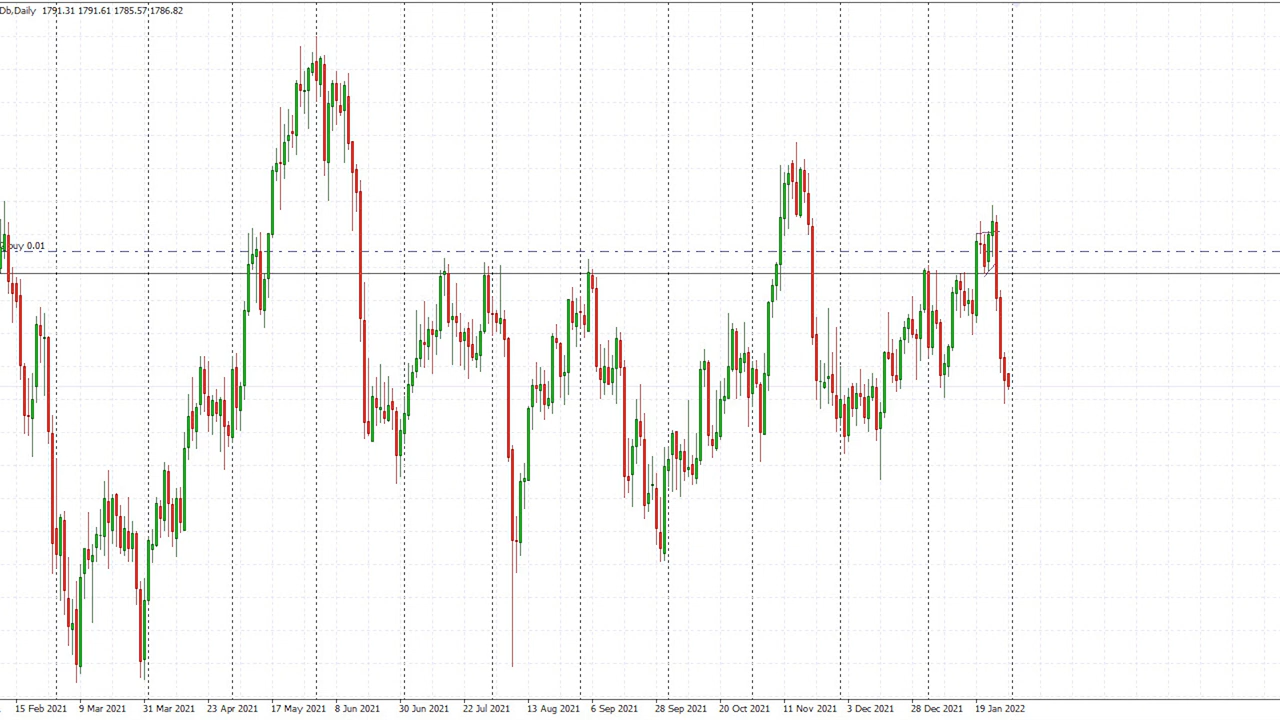 Db,Daily 1791.31 1791.61 1785.57 1786.82
buy 0.01
15 Feb 2021 9 Mar 2021 31 Mar 2021 23 Apr 2021 17 May 2021 8 Jun 2021 30 Jun 2021 22 Jul 2021 13 Aug 2021 6 Sep 2021 28 Sep 2021 20 Oct 2021 11 Nov 2021 3 Dec 2021 28 Dec 2021 19 Jan 2022